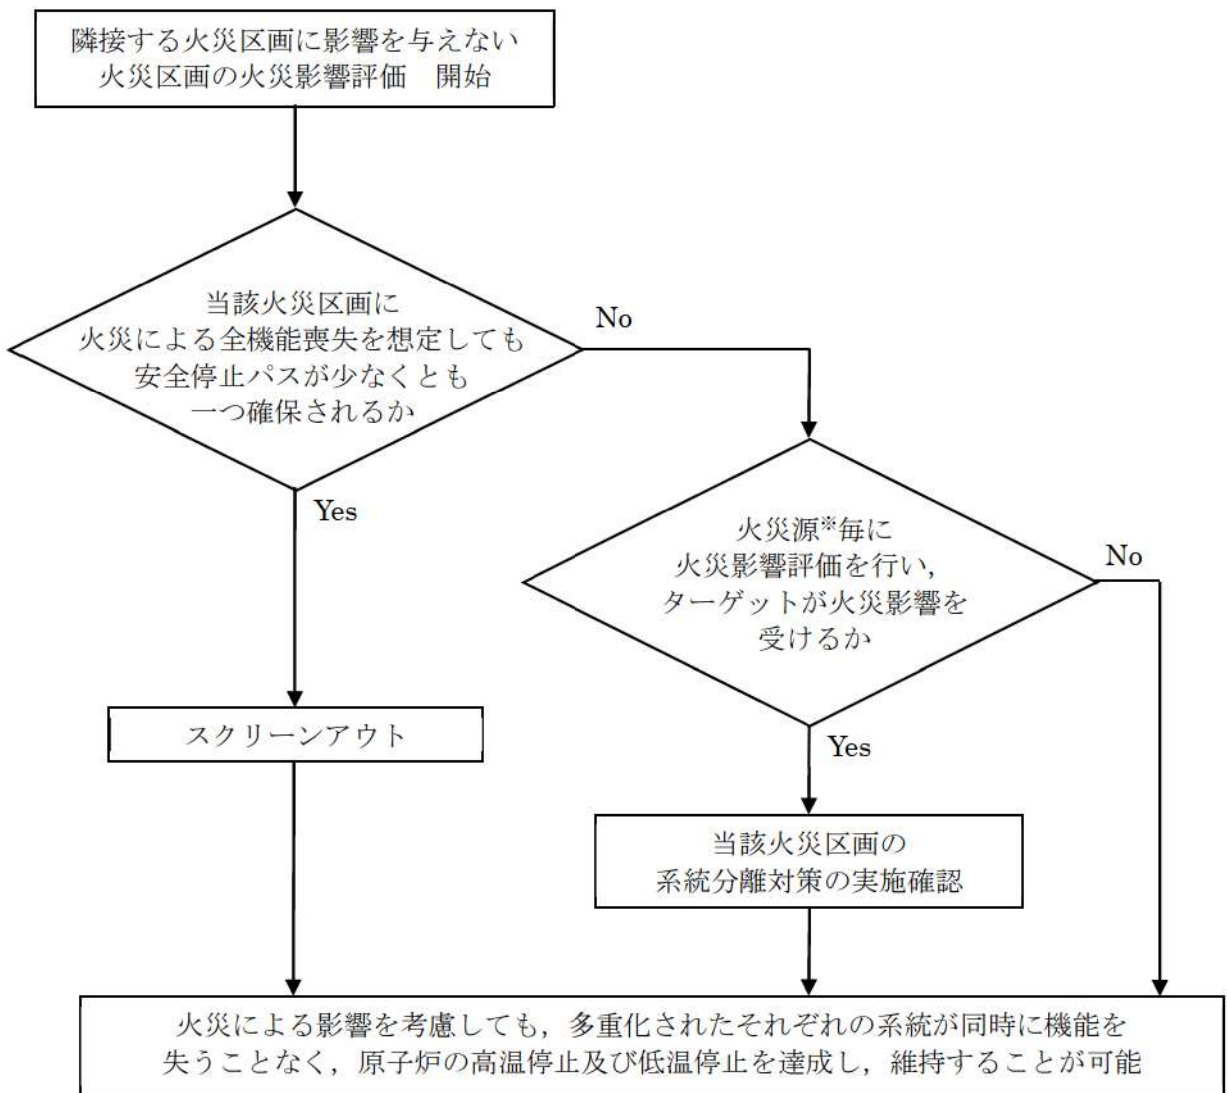 隣接する火災区画に影響を与えない
火災区画の火災影響評価　開始
当該火災区画に
火災による全機能喪失を想定しても
安全停止パスが少なくとも
一つ確保されるか
No
Yes
火災源※毎に
火災影響評価を行い，
ターゲットが火災影響を
受けるか
No
スクリーンアウト
Yes
当該火災区画の
系統分離対策の実施確認
火災による影響を考慮しても，多重化されたそれぞれの系統が同時に機能を
失うことなく，原子炉の高温停止及び低温停止を達成し，維持することが可能